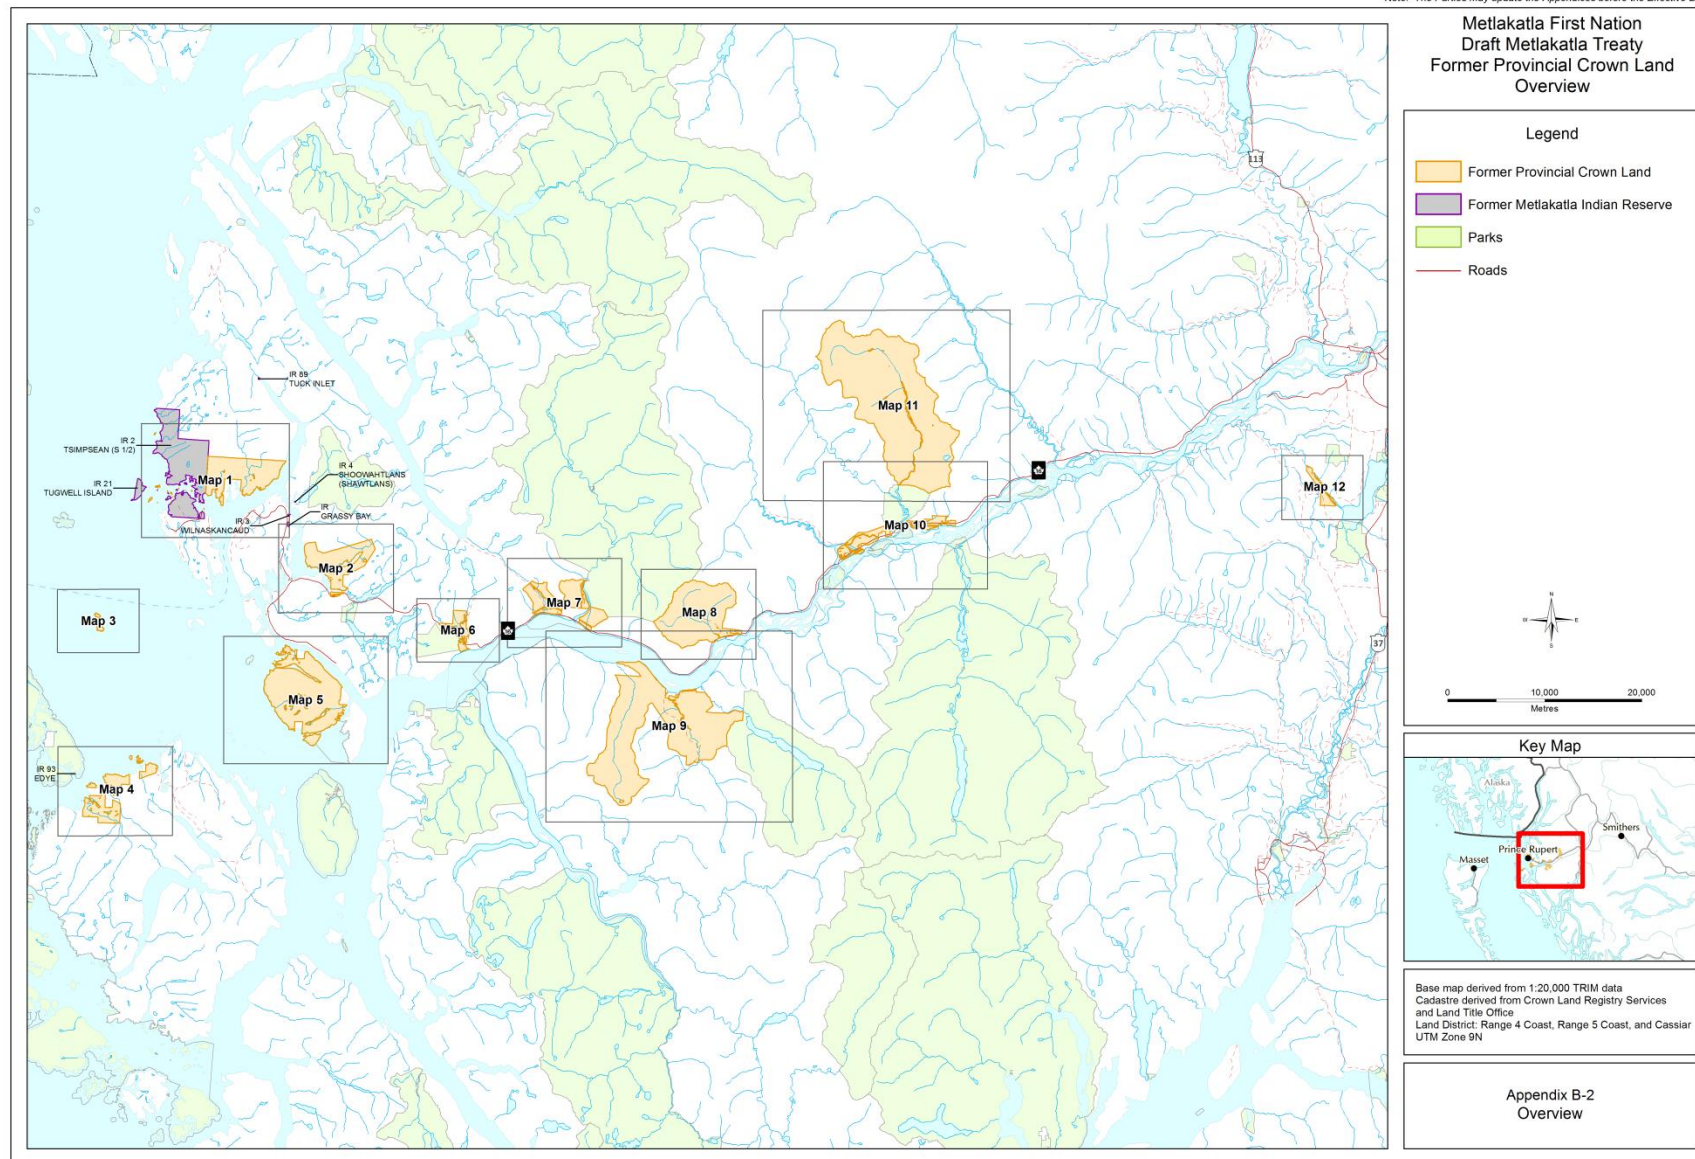 Metlakatla First Nation
Draft Metlakatla Treaty
Former Provincial Crown Land
Overview
Legend
Former Provincial Crown Land
Former Metlakatla Indian Reserve
Parks
Roads
113
IR 89
TUCK INLET
Map 11
IR 2
TSIMPSEAN (S 1/2)
IR 4
SHOOWAHTLANS
(SHAWTLANS)
Map 1
IR 21
TUGWELL ISLAND
IR
GRASSY BAY
IR 3
WILNASKANCAUD
Map 12
Map 10
Map 2
Map 7
Map 8
Map 3
Map 6
37
Map 5
Map 9
IR 93
EDYE
Map 4
N
W E
S
0 10,000 20,000
Metres
Key Map
Alaska
Smithers
Prince Rupert
Masset
Base map derived from 1:20,000 TRIM data
Cadastre derived from Crown Land Registry Services
and Land Title Office
Land District: Range 4 Coast, Range 5 Coast, and Cassiar
UTM Zone 9N
Appendix B-2
Overview